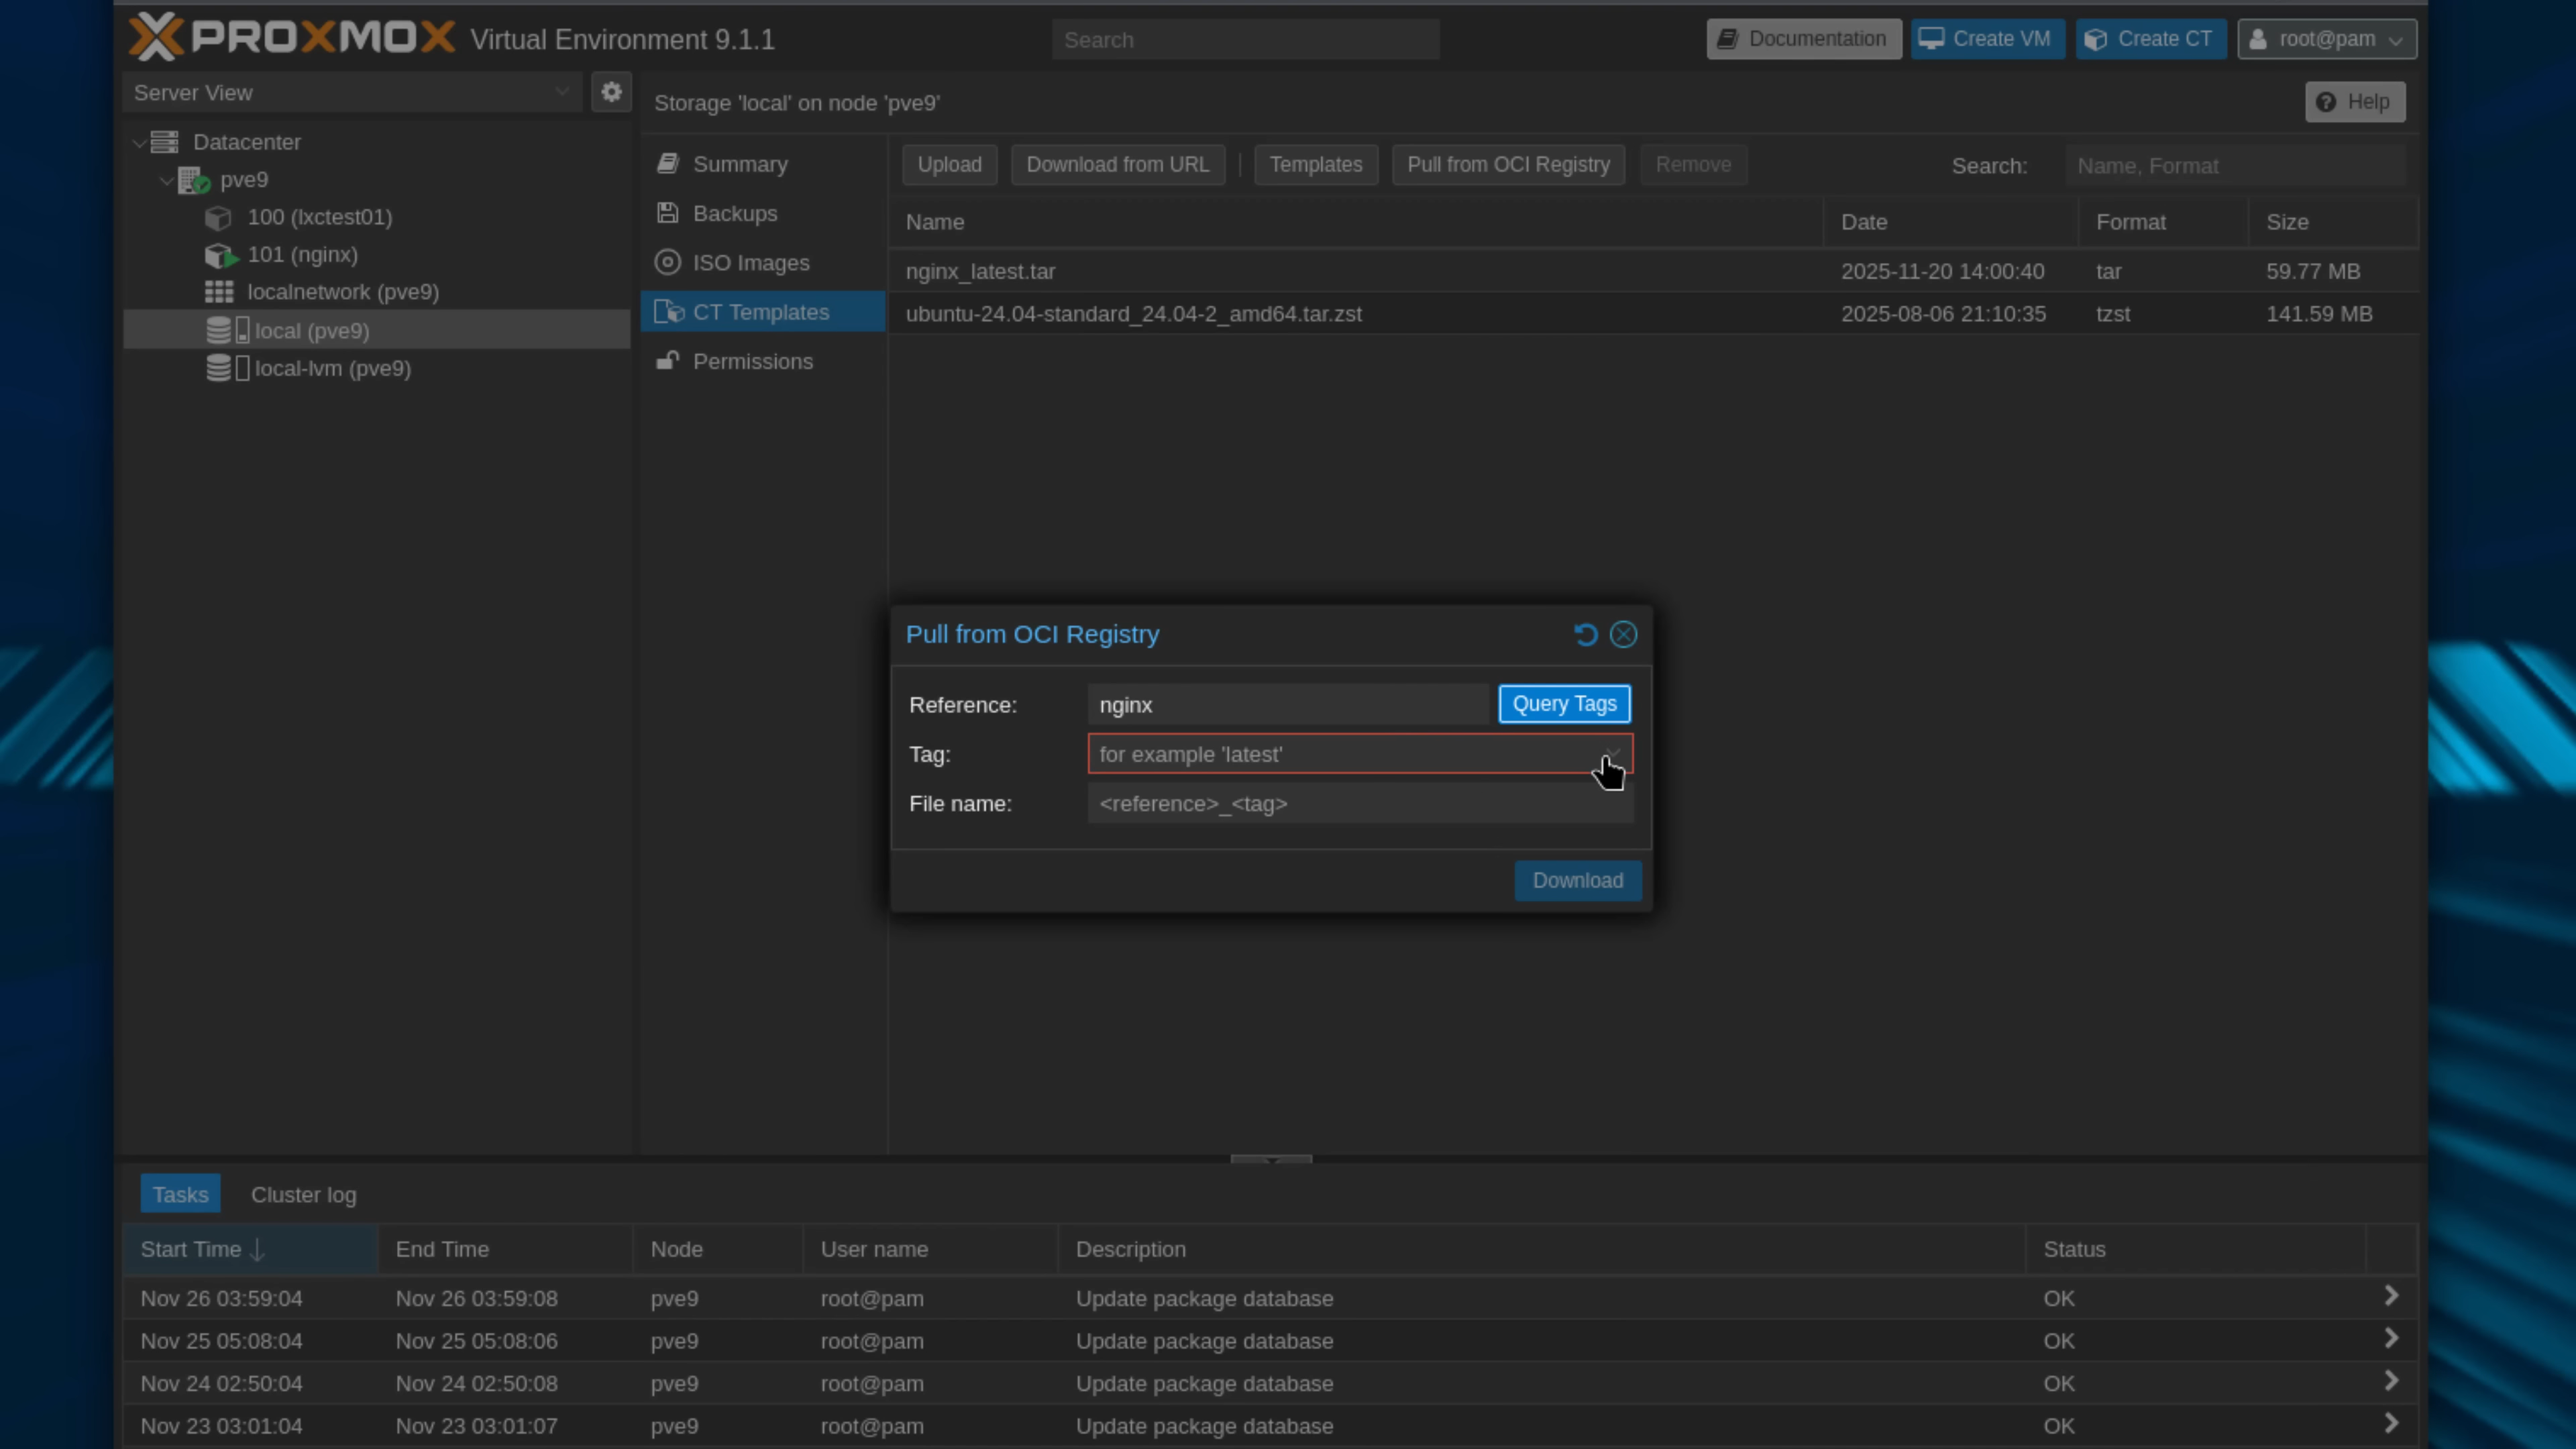 PROXMOX Virtual Environment 9.1.1
Search
Documentation
Create VM
Create CT
root@pam
Server View
Storage 'local' on node 'pve9'
Help
Datacenter
pve9
100 (lxctest01)
101 (nginx)
localnetwork (pve9)
local (pve9)
local-lvm (pve9)
Summary
Backups
ISO Images
CT Templates
Permissions
Upload Download from URL | Templates Pull from OCI Registry Remove Search: Name, Format
Name Date Format Size
nginx_latest.tar 2025-11-20 14:00:40 tar 59.77 MB
ubuntu-24.04-standard_24.04-2_amd64.tar.zst 2025-08-06 21:10:35 tzst 141.59 MB
Pull from OCI Registry
Reference: nginx Query Tags
Tag: for example 'latest'
File name: <reference>_<tag>
Download
Tasks Cluster log
Start Time End Time Node User name Description Status
Nov 26 03:59:04 Nov 26 03:59:08 pve9 root@pam Update package database OK
Nov 25 05:08:04 Nov 25 05:08:06 pve9 root@pam Update package database OK
Nov 24 02:50:04 Nov 24 02:50:08 pve9 root@pam Update package database OK
Nov 23 03:01:04 Nov 23 03:01:07 pve9 root@pam Update package database OK